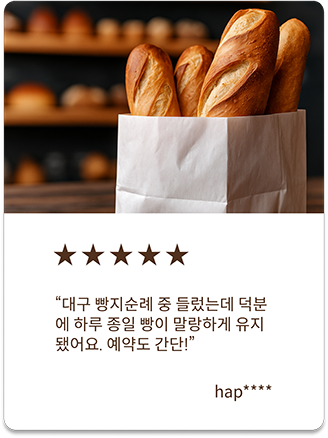 ★★★★★
“대구 빵지순례 중 들렀는데 덕분
에 하루 종일 빵이 말랑하게 유지
됐어요. 예약도 간단!”
hap****